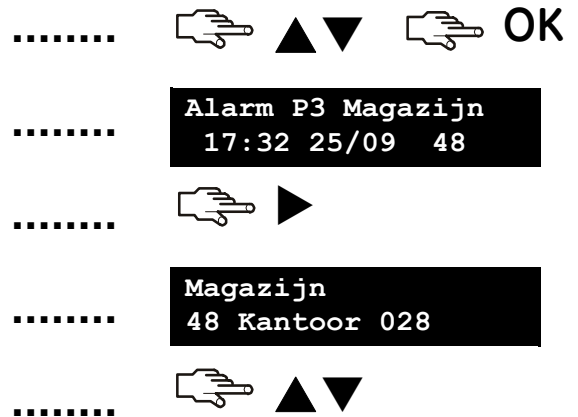 ........ ▲▼ OK
........ Alarm P3 Magazijn
17:32 25/09 48
........ ▶
........ Magazijn
48 Kantoor 028
........ ▲▼